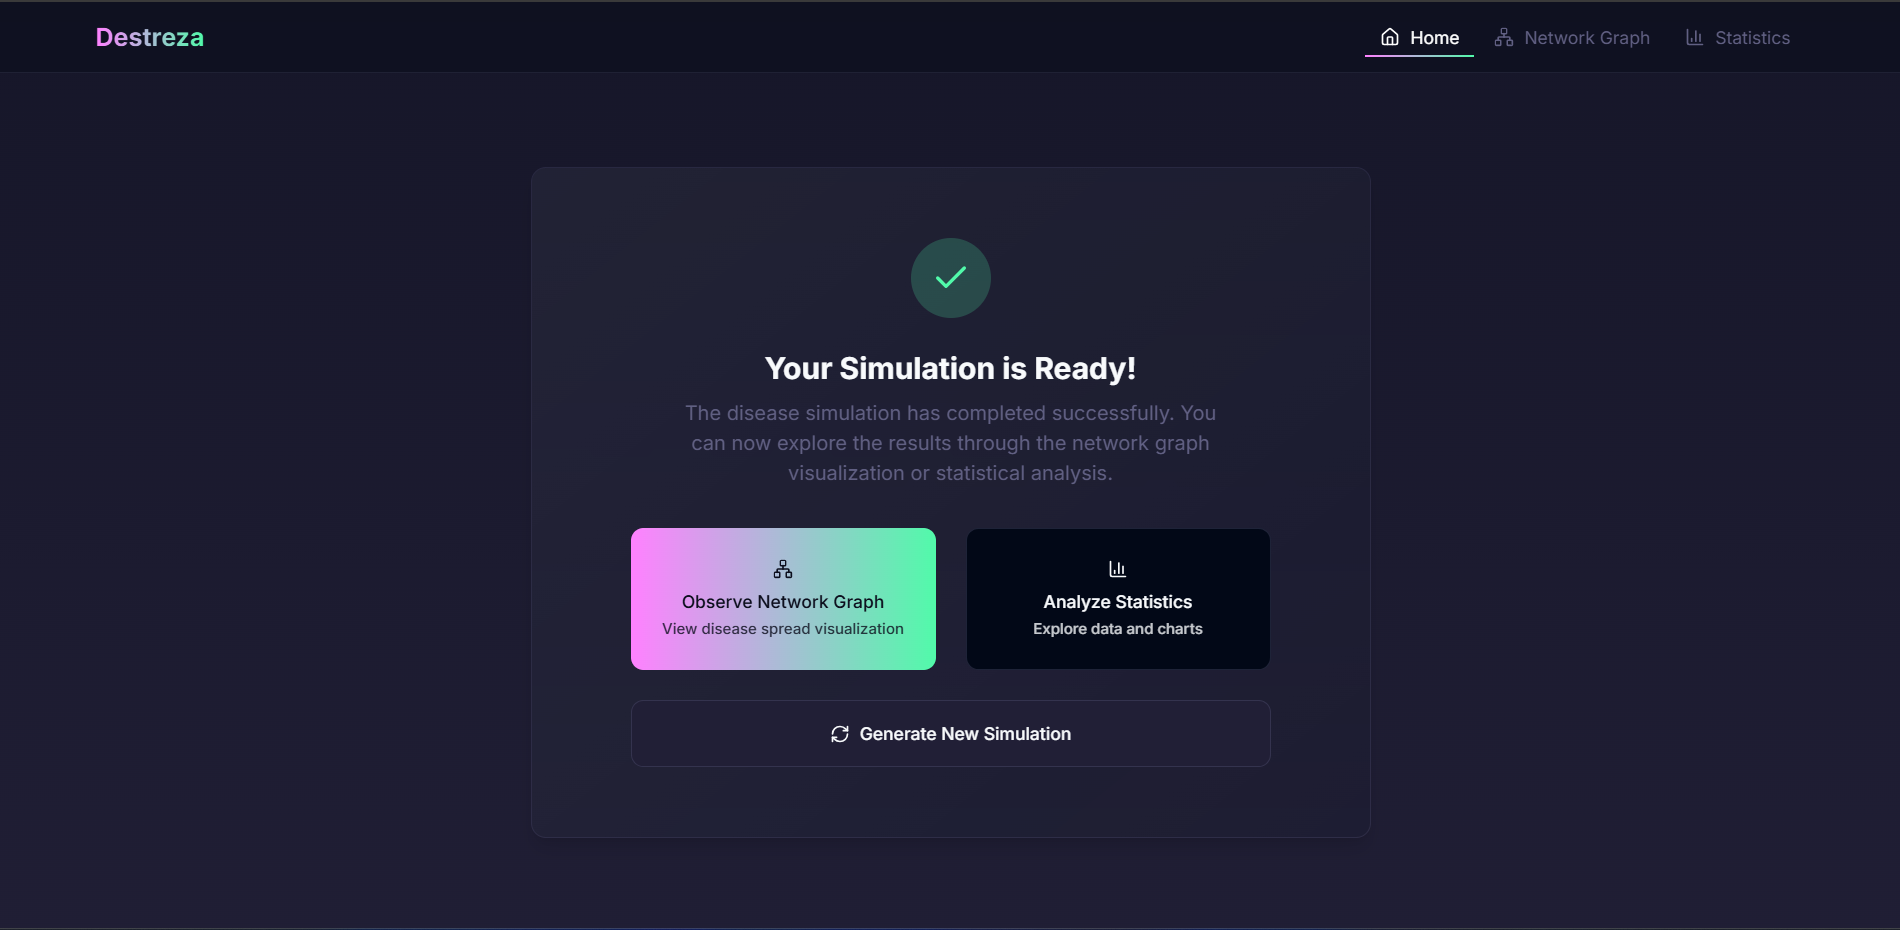 Destreza
Home
Network Graph
Statistics
Your Simulation is Ready!
The disease simulation has completed successfully. You
can now explore the results through the network graph
visualization or statistical analysis.
Observe Network Graph
View disease spread visualization
Analyze Statistics
Explore data and charts
Generate New Simulation